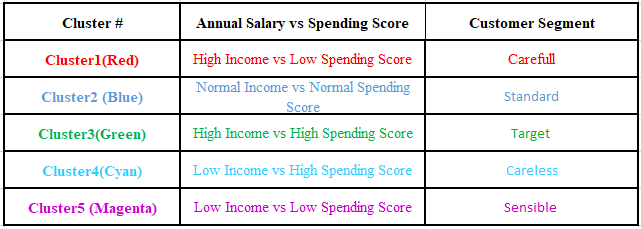 Cluster # Annual Salary vs Spending Score Customer Segment
Cluster1(Red) High Income vs Low Spending Score Carefull
Cluster2 (Blue) Normal Income vs Normal Spending Score Standard
Cluster3(Green) High Income vs High Spending Score Target
Cluster4(Cyan) Low Income vs High Spending Score Careless
Cluster5 (Magenta) Low Income vs Low Spending Score Sensible